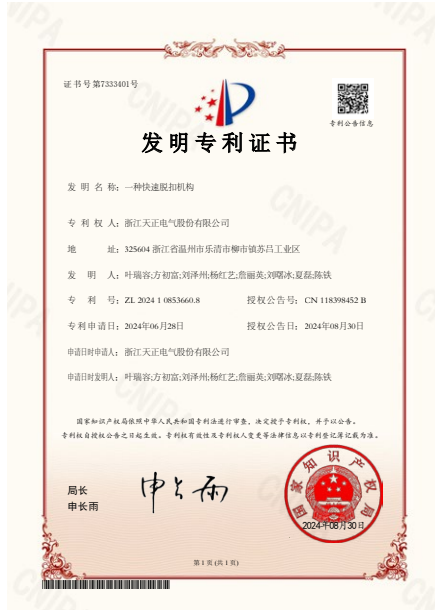 证书号第7333401号
专利公告信息
发明专利证书
发 明 名 称：一种快速脱扣机构
专 利 权 人：浙江天正电气股份有限公司
地 址：325604 浙江省温州市乐清市柳市镇苏吕工业区
发 明 人：叶瑞容;方初富;刘泽州;杨红艺;詹丽英;刘曙冰;夏磊;陈铁
专 利 号：ZL 2024 1 0853660.8 授权公告号：CN 118398452 B
专利申请日：2024年06月28日 授权公告日：2024年08月30日
申请日时申请人：浙江天正电气股份有限公司
申请日时发明人：叶瑞容;方初富;刘泽州;杨红艺;詹丽英;刘曙冰;夏磊;陈铁
国家知识产权局依照中华人民共和国专利法进行审查，决定授予专利权，并予以公告。
专利权自授权公告之日起生效。专利权有效性及专利权人变更等法律信息以专利登记簿记载为准。
局长
申长雨
申长雨
国家知识产权局
2024年08月30日
第 1 页 (共 1 页)
CNIPA
CNIPA
CNIPA
CNIPA
CNIPA